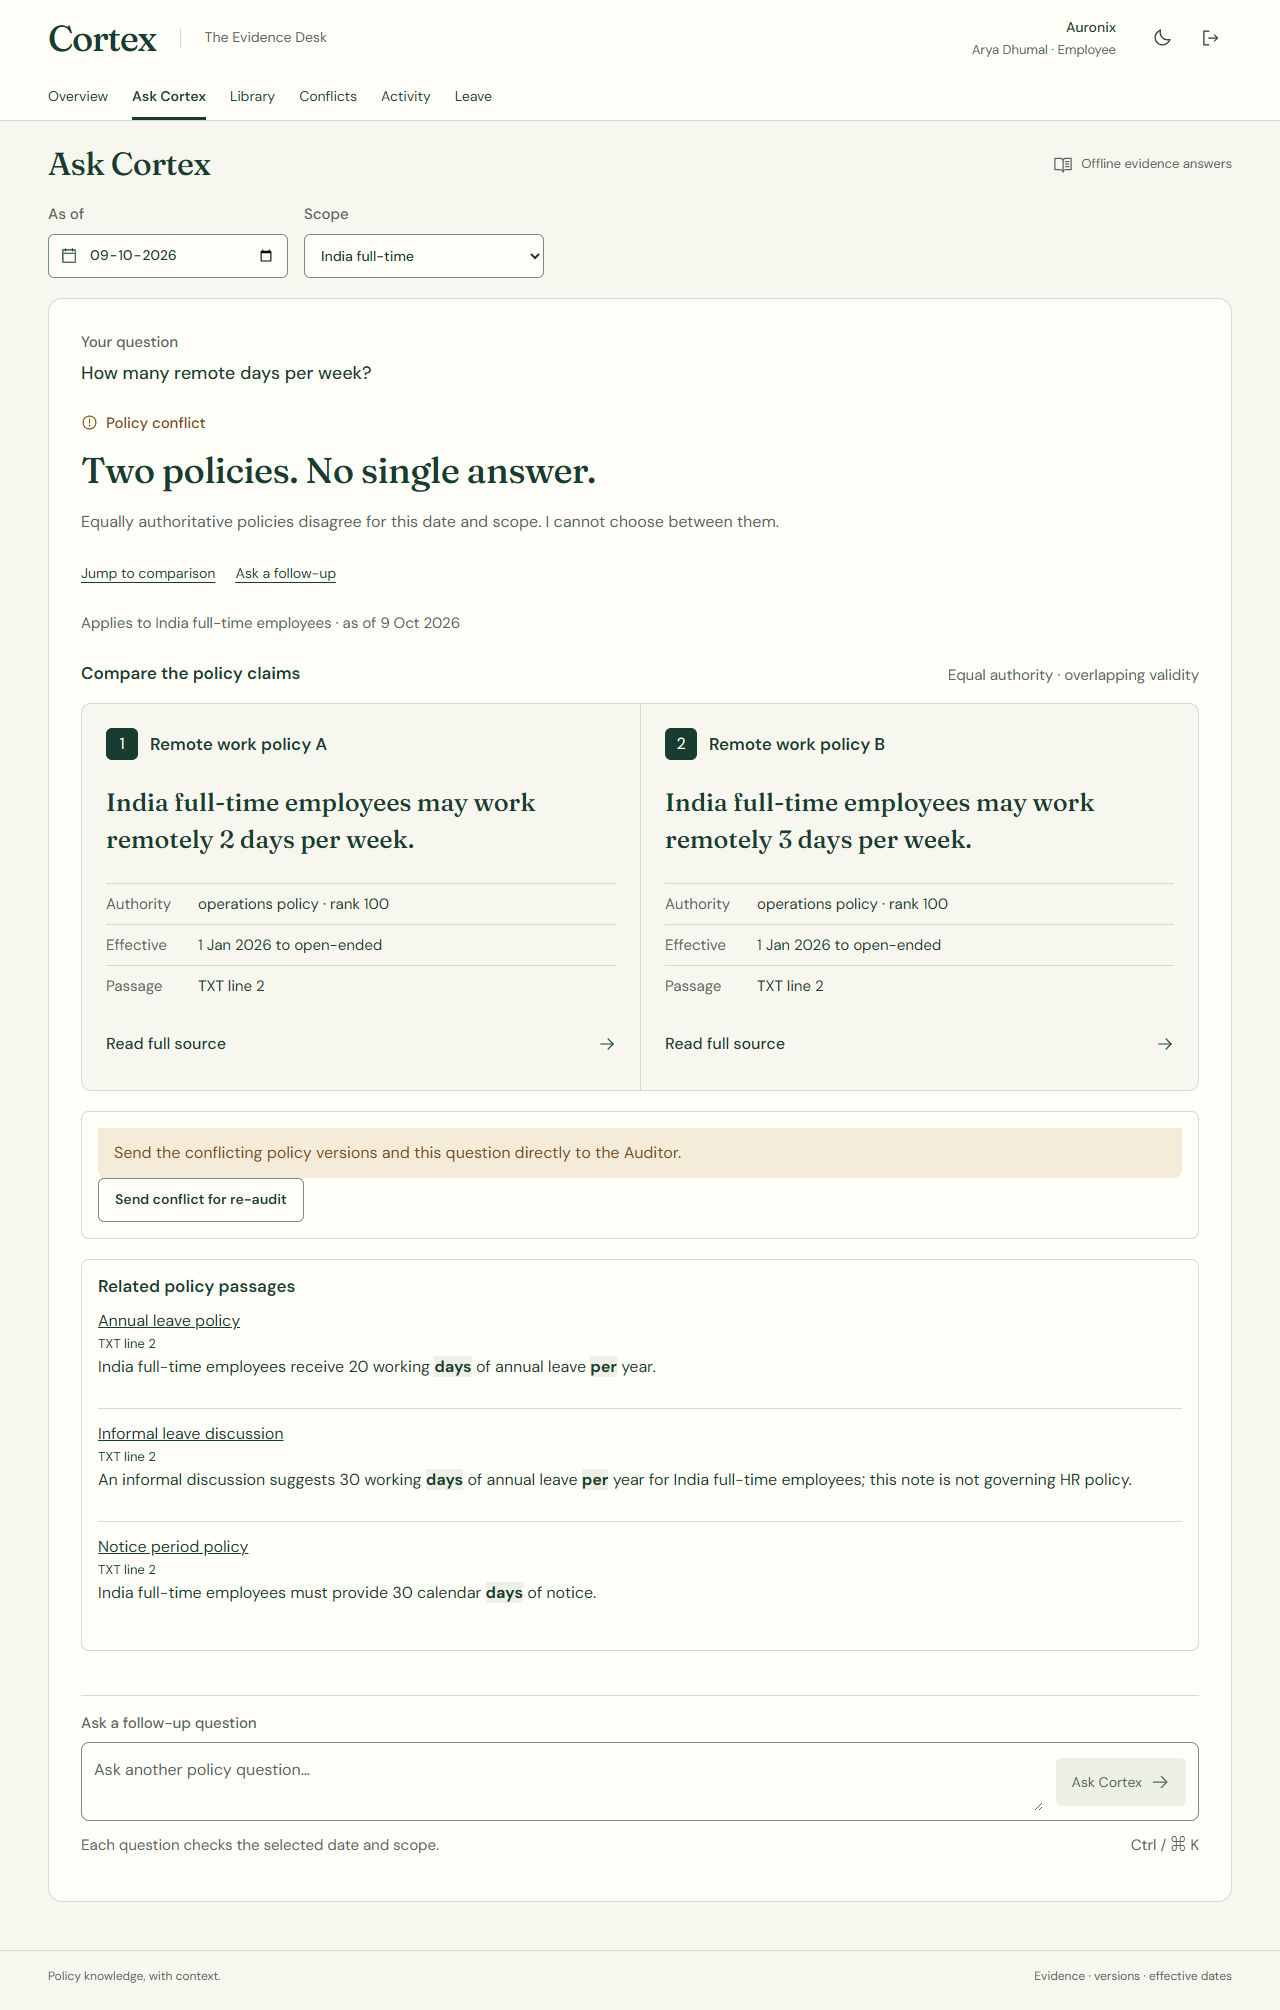 Cortex
The Evidence Desk
Auronix
Arya Dhumal · Employee
Overview
Ask Cortex
Library
Conflicts
Activity
Leave
Ask Cortex
Offline evidence answers
As of
Scope
09-10-2026
India full-time
Your question
How many remote days per week?
Policy conflict
Two policies. No single answer.
Equally authoritative policies disagree for this date and scope. I cannot choose between them.
Jump to comparison
Ask a follow-up
Applies to India full-time employees · as of 9 Oct 2026
Compare the policy claims
Equal authority · overlapping validity
1
Remote work policy A
India full-time employees may work
remotely 2 days per week.
Authority
operations policy · rank 100
Effective
1 Jan 2026 to open-ended
Passage
TXT line 2
Read full source
2
Remote work policy B
India full-time employees may work
remotely 3 days per week.
Authority
operations policy · rank 100
Effective
1 Jan 2026 to open-ended
Passage
TXT line 2
Read full source
Send the conflicting policy versions and this question directly to the Auditor.
Send conflict for re-audit
Related policy passages
Annual leave policy
TXT line 2
India full-time employees receive 20 working days of annual leave per year.
Informal leave discussion
TXT line 2
An informal discussion suggests 30 working days of annual leave per year for India full-time employees; this note is not governing HR policy.
Notice period policy
TXT line 2
India full-time employees must provide 30 calendar days of notice.
Ask a follow-up question
Ask another policy question...
Ask Cortex
Each question checks the selected date and scope.
Ctrl / ⌘ K
Policy knowledge, with context.
Evidence · versions · effective dates